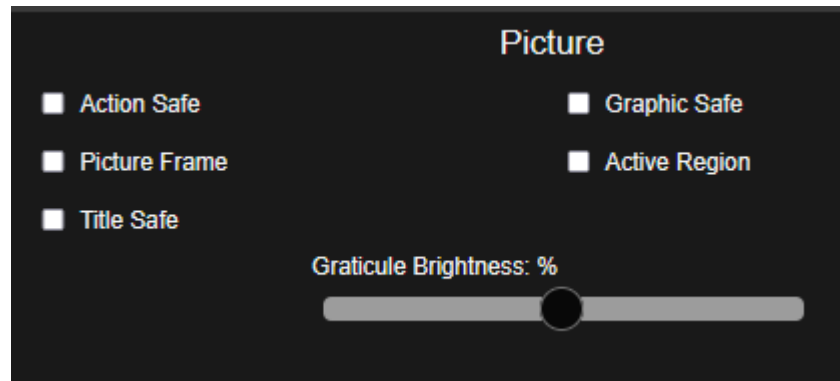 Picture
Action Safe
Graphic Safe
Picture Frame
Active Region
Title Safe
Graticule Brightness: %